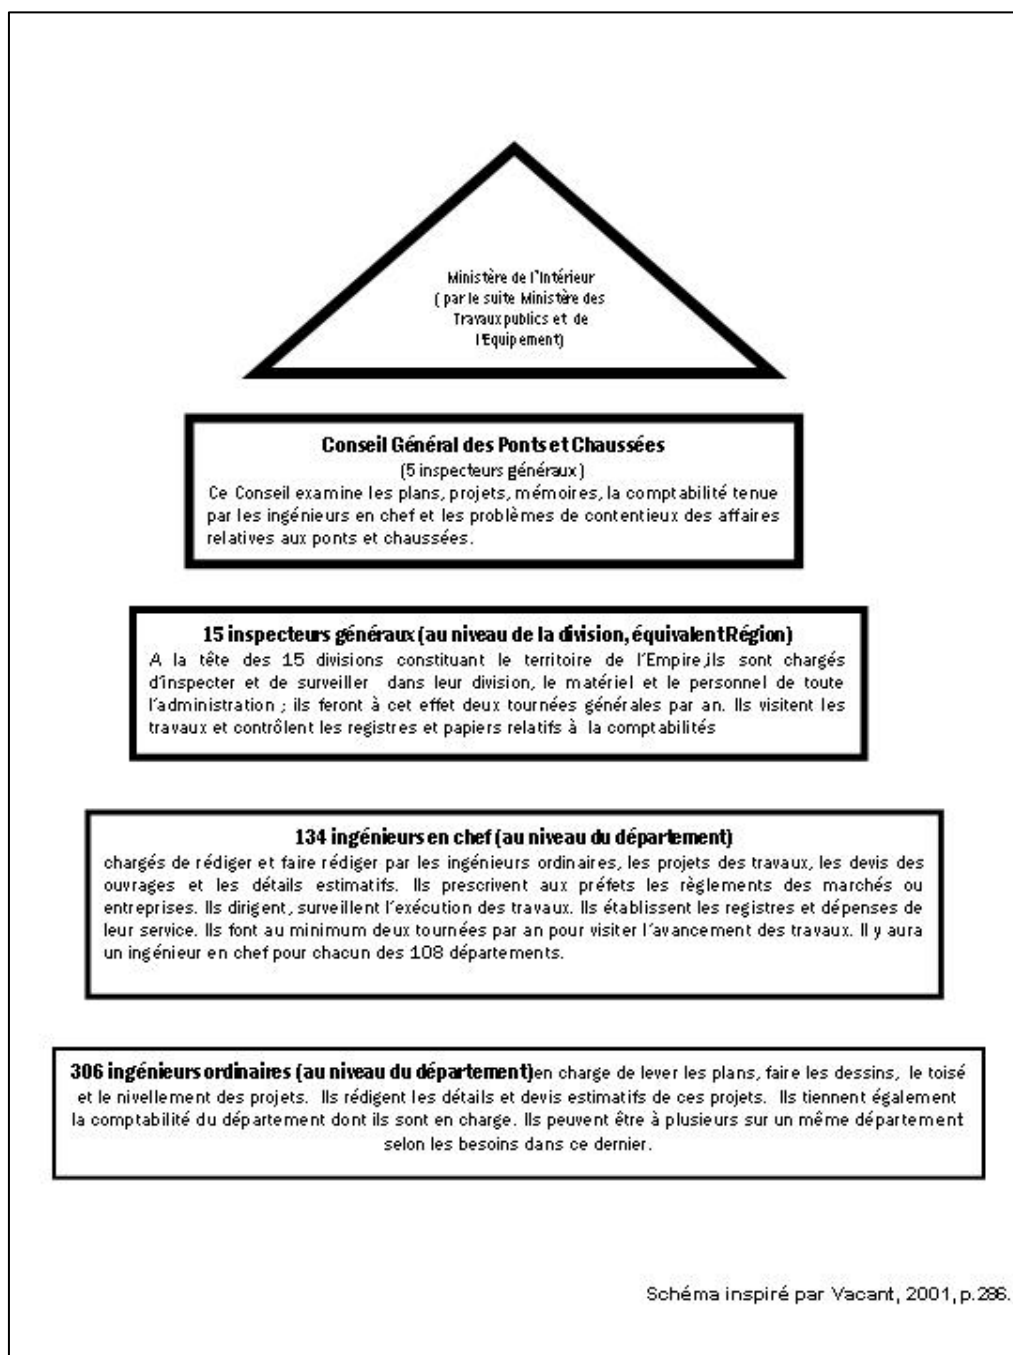 Ministère de l'Intérieur
( par le suite Ministère des
Travaux publics et de
l'Equipement)
Conseil Général des Ponts et Chaussées
(5 inspecteurs généraux )
Ce Conseil examine les plans, projets, mémoires, la comptabilité tenue
par les ingénieurs en chef et les problèmes de contentieux des affaires
relatives aux ponts et chaussées.
15 inspecteurs généraux (au niveau de la division, équivalent Région)
A la tête des 15 divisions constituant le territoire de l'Empire,ils sont chargés
d'inspecter et de surveiller dans leur division, le matériel et le personnel de toute
l'administration ; ils feront à cet effet deux tournées générales par an. Ils visitent les
travaux et contrôlent les registres et papiers relatifs à la comptabilités
134 ingénieurs en chef (au niveau du département)
chargés de rédiger et faire rédiger par les ingénieurs ordinaires, les projets des travaux, les devis des
ouvrages et les détails estimatifs. Ils prescrivent aux préfets les règlements des marchés ou
entreprises. Ils dirigent, surveillent l'exécution des travaux. Ils établissent les registres et dépenses de
leur service. Ils font au minimum deux tournées par an pour visiter l'avancement des travaux. Il y aura
un ingénieur en chef pour chacun des 108 départements.
306 ingénieurs ordinaires (au niveau du département)en charge de lever les plans, faire les dessins, le toisé
et le nivellement des projets. Ils rédigent les détails et devis estimatifs de ces projets. Ils tiennent également
la comptabilité du département dont ils sont en charge. Ils peuvent être à plusieurs sur un même département
selon les besoins dans ce dernier.
Schéma inspiré par Vacant, 2001, p.286.